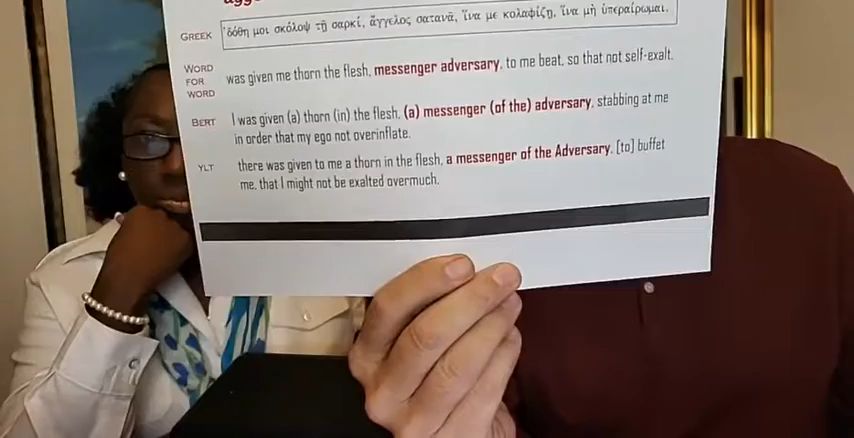 GREEK ἐδόθη μοι σκόλοψ τῇ σαρκί, ἄγγελος σατανᾶ, ἵνα με κολαφίζῃ, ἵνα μὴ ὑπεραίρωμαι.
WORD FOR WORD was given me thorn the flesh, messenger adversary, to me beat, so that not self-exalt.
BERT I was given (a) thorn (in) the flesh, (a) messenger (of the) adversary, stabbing at me
in order that my ego not overinflate.
YLT there was given to me a thorn in the flesh, a messenger of the Adversary, [to] buffet
me, that I might not be exalted overmuch.